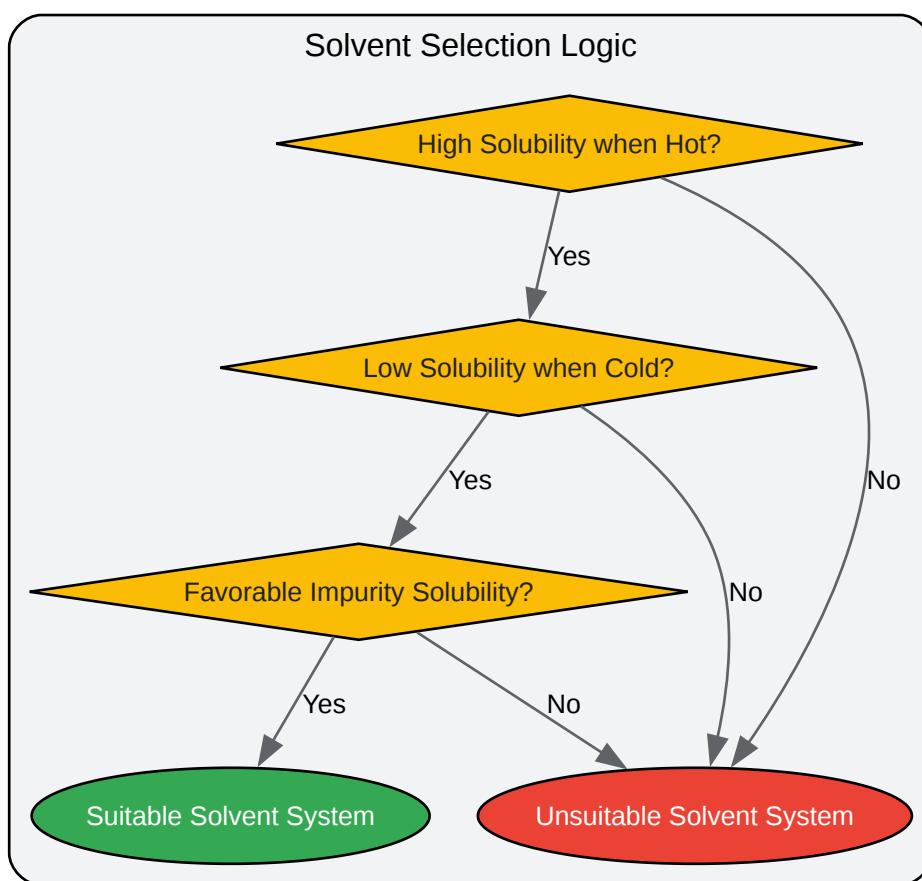 Solvent Selection Logic
High Solubility when Hot?
Yes
Low Solubility when Cold?
Yes
No
Favorable Impurity Solubility?
No
Yes
No
Suitable Solvent System
Unsuitable Solvent System